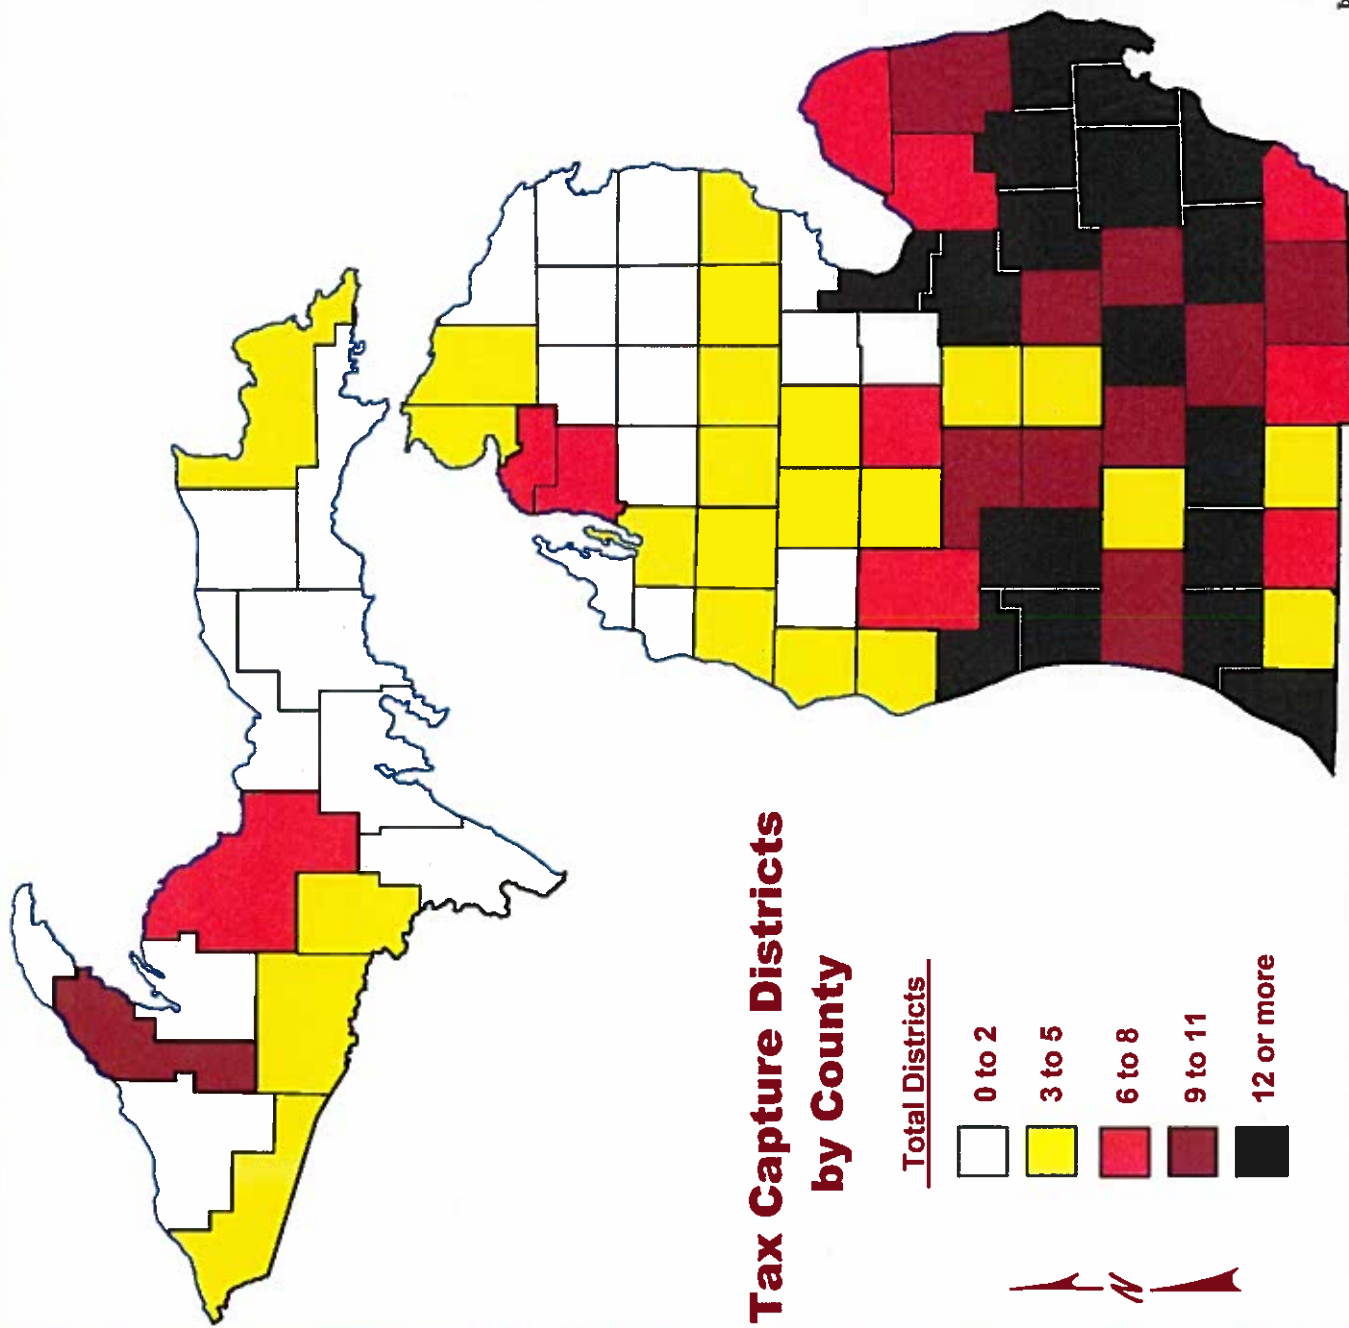 Tax Capture Districts
by County
Total Districts
0 to 2
3 to 5
6 to 8
9 to 11
12 or more
N